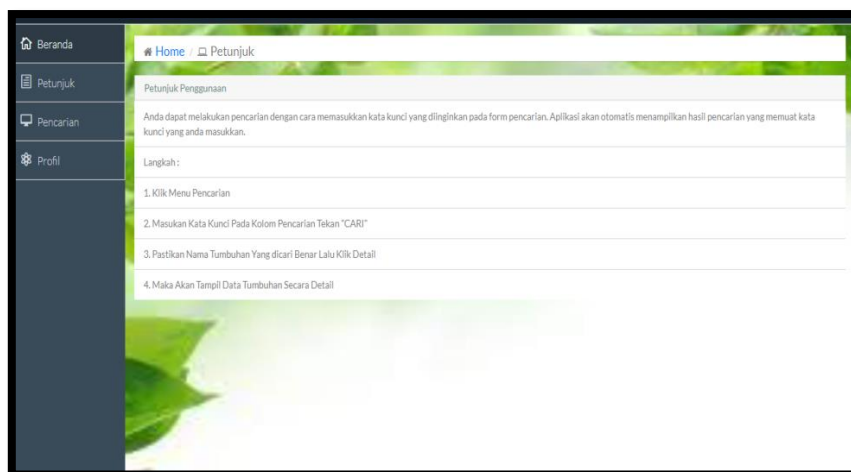 Beranda
Petunjuk
Pencarian
Profil
Home / Petunjuk
Petunjuk Penggunaan
Anda dapat melakukan pencarian dengan cara memasukkan kata kunci yang diinginkan pada form pencarian. Aplikasi akan otomatis menampilkan hasil pencarian yang memuat kata
kunci yang anda masukkan.
Langkah :
1. Klik Menu Pencarian
2. Masukan Kata Kunci Pada Kolom Pencarian Tekan "CARI"
3. Pastikan Nama Tumbuhan Yang dicari Benar Lalu Klik Detail
4. Maka Akan Tampil Data Tumbuhan Secara Detail